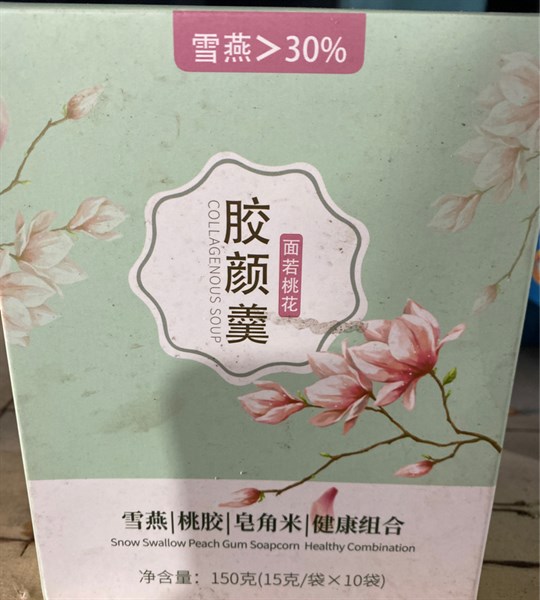 雪燕>30%
胶颜羹
COLLAGENOUS SOUP
面若桃花
雪燕|桃胶|皂角米|健康组合
Snow Swallow Peach Gum Soapcorn Healthy Combination
净含量：150克(15克/袋×10袋)